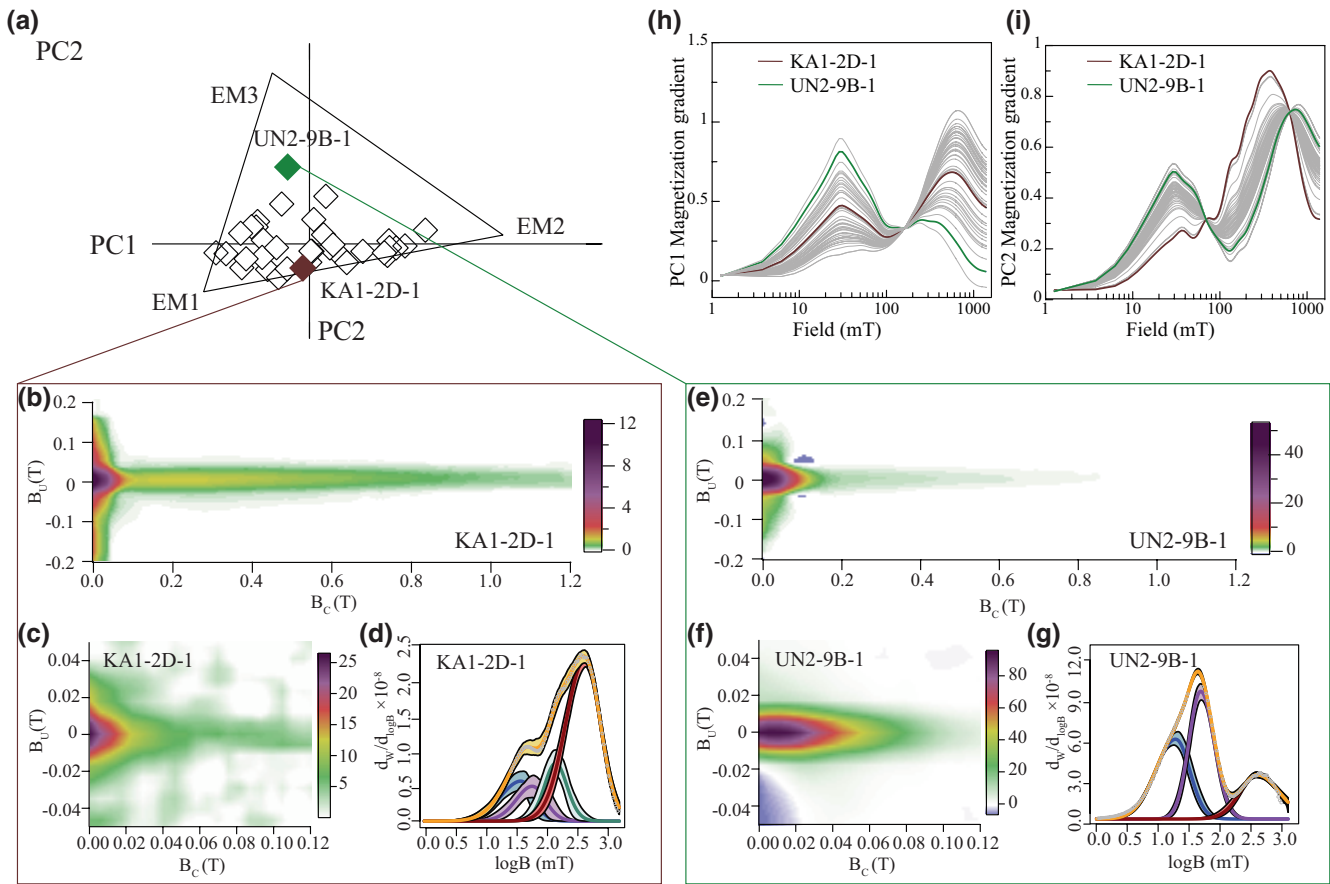 (a)
PC2
EM3
UN2-9B-1
PC1
EM2
EM1
KA1-2D-1
PC2
(h)
PC1 Magnetization gradient
1.5
1
0.5
0
KA1-2D-1
UN2-9B-1
1 10 100 1000
Field (mT)
(i)
PC2 Magnetization gradient
1
0.8
0.6
0.4
0.2
0
KA1-2D-1
UN2-9B-1
1 10 100 1000
Field (mT)
(b)
B_U(T)
0.2
0.1
0
-0.1
-0.2
KA1-2D-1
12
8
4
0
0.0 0.2 0.4 0.6 0.8 1.0 1.2
B_C(T)
(c)
B_U(T)
0.04
0.02
0
-0.02
-0.04
KA1-2D-1
25
20
15
10
5
0 0.02 0.04 0.06 0.08 0.10 0.12
B_C(T)
(d)
d_W/d_logB ×10^-8
2.5
2.0
1.5
1.0
0.5
0.0
KA1-2D-1
0.0 0.5 1.0 1.5 2.0 2.5 3.0
logB (mT)
(e)
B_U(T)
0.2
0.1
0
-0.1
-0.2
UN2-9B-1
40
20
0
0.0 0.2 0.4 0.6 0.8 1.0 1.2
B_C(T)
(f)
B_U(T)
0.04
0.02
0
-0.02
-0.04
UN2-9B-1
80
60
40
20
0
0 0.02 0.04 0.06 0.08 0.10 0.12
B_C(T)
(g)
d_W/d_logB ×10^-8
12.0
9.0
6.0
3.0
0.0
UN2-9B-1
0.0 0.5 1.0 1.5 2.0 2.5 3.0
logB (mT)